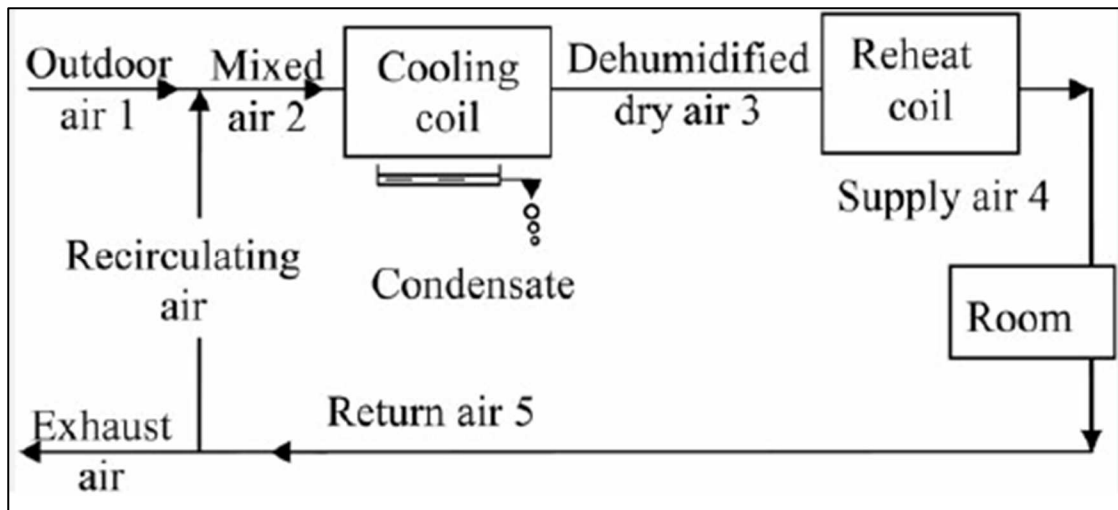 Outdoor
air 1
Mixed
air 2
Cooling
coil
Dehumidified
dry air 3
Reheat
coil
Supply air 4
Recirculating
air
Condensate
Room
Return air 5
Exhaust
air